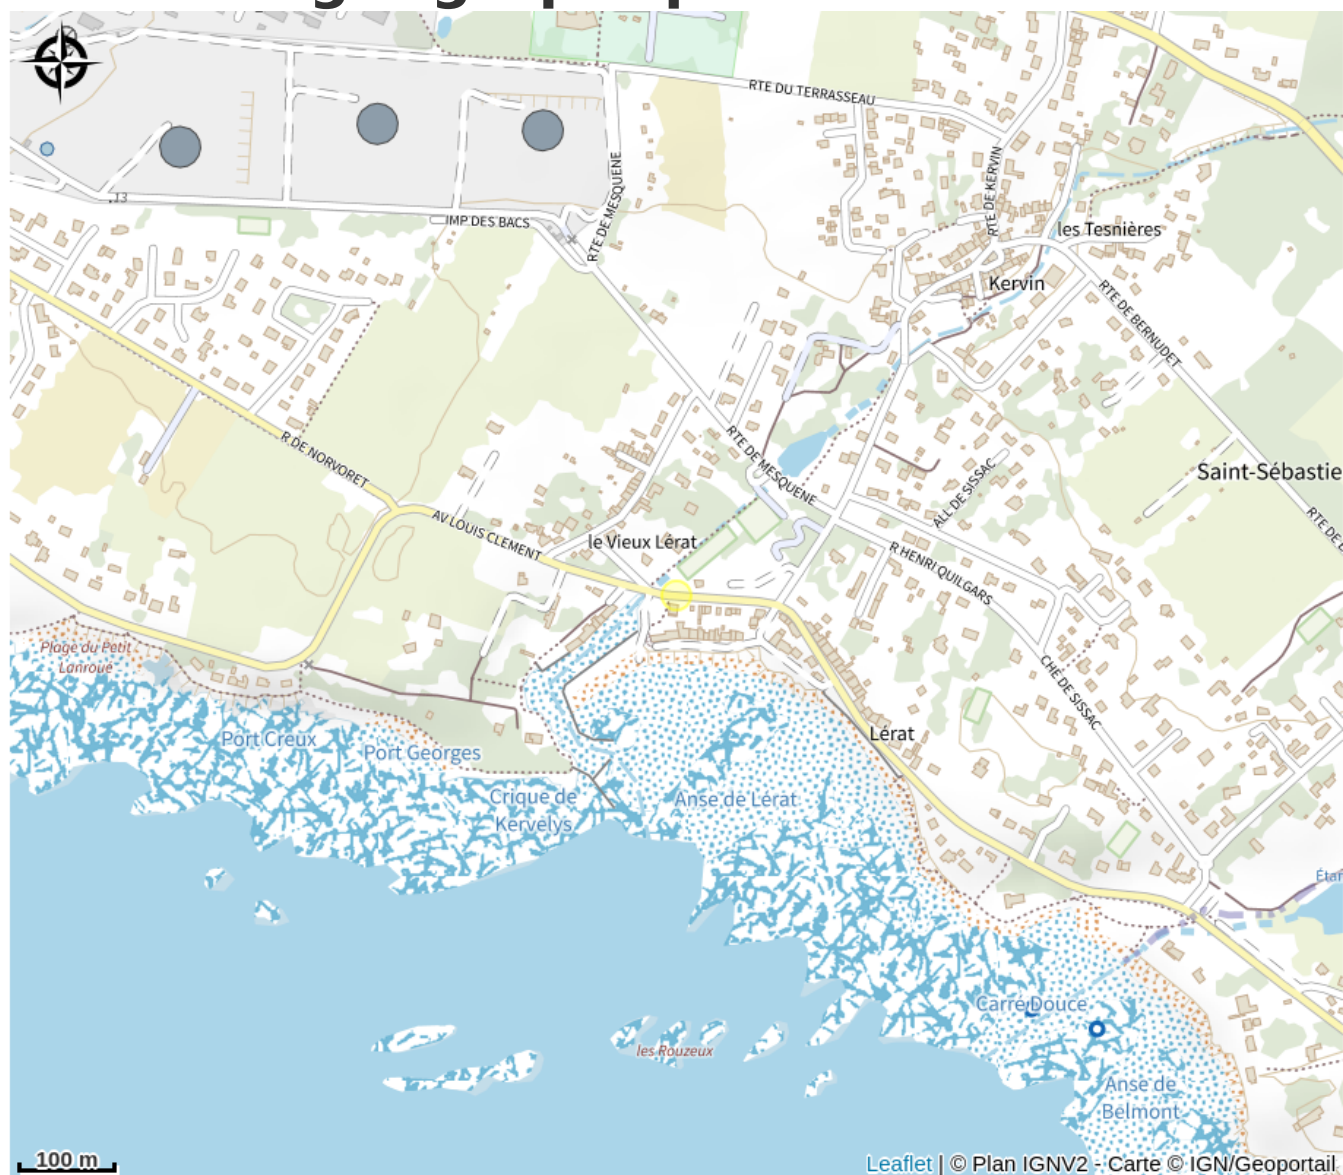 RTE DU TERRASSEAU
RTE DE MESQUENE
RTE DE KERVIN
13
IMP DES BACS
les Tesnières
Kervin
RTE DE BERNUDET
R DE NORVORET
RTE DE MESQUENE
ALL DE SISSAC
Saint-Sébastie
AV LOUIS CLEMENT
le Vieux Lérat
R HENRI QUILGARS
Plage du Petit
Lanroué
CHE DE SISSAC
Port Creux
Port Georges
Lérat
Crique de
Kervelys
Anse de Lérat
Carré Douce
les Rouzeux
Anse de
Belmont
100 m
Leaflet | © Plan IGNV2 - Carte © IGN/Geoportail